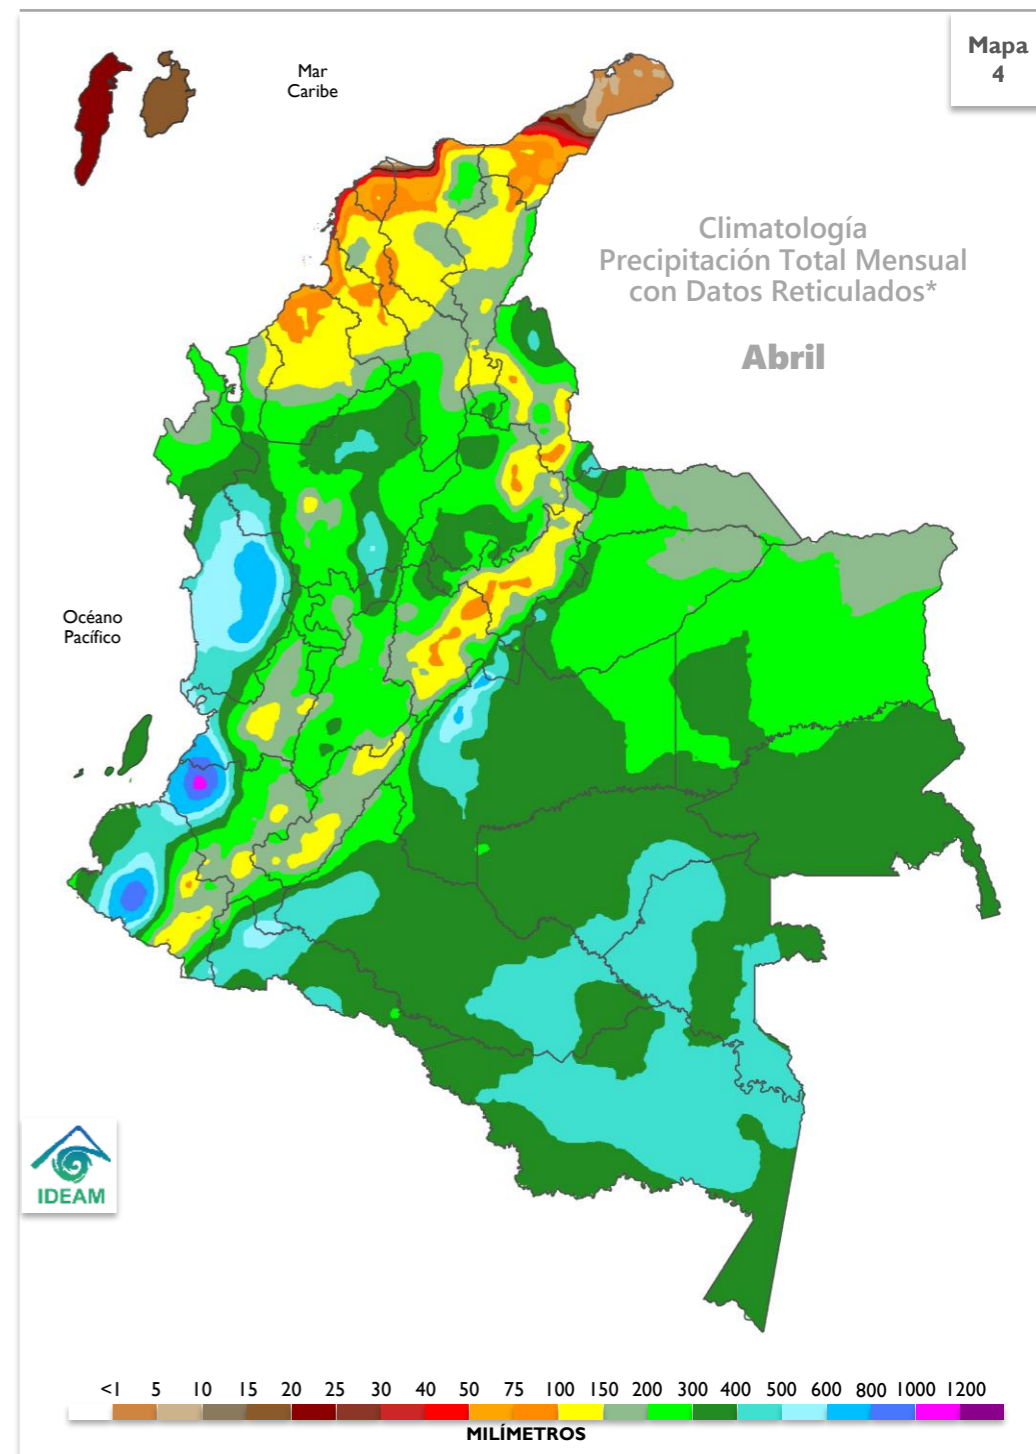 Mapa
4
Mar
Caribe
Climatología
Precipitación Total Mensual
con Datos Reticulados*
Abril
Océano
Pacífico
IDEAM
<1 5 10 15 20 25 30 40 50 75 100 150 200 300 400 500 600 800 1000 1200
MILÍMETROS